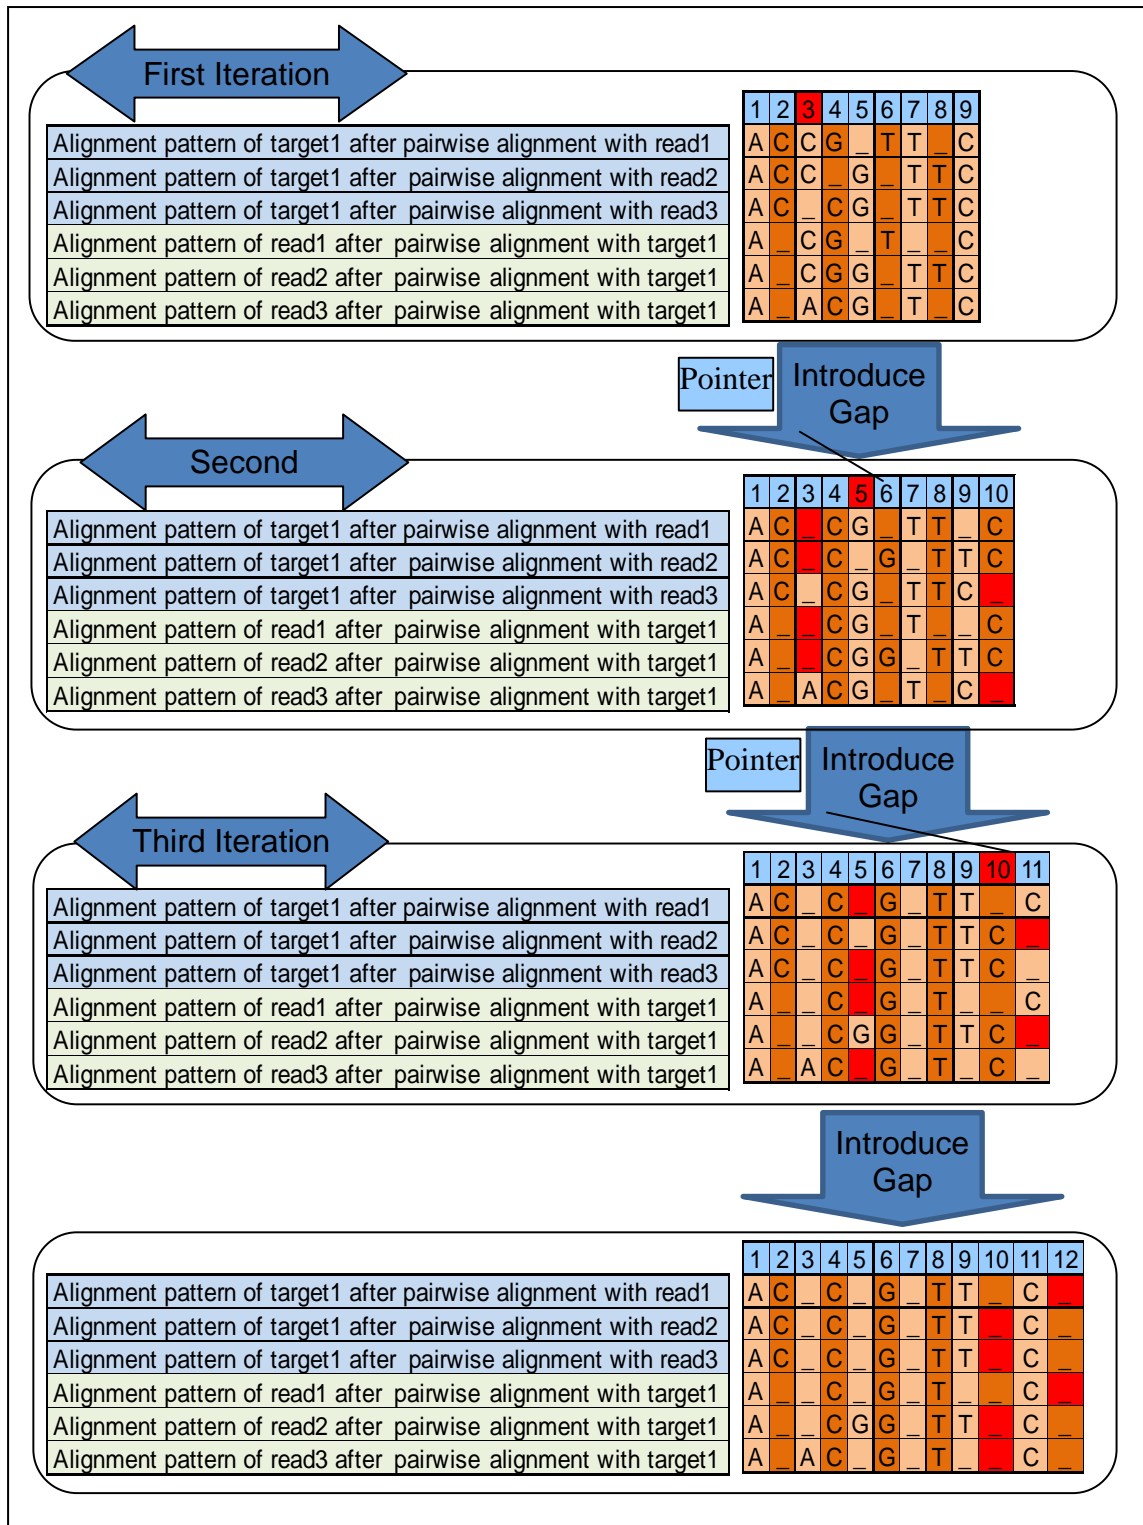 First Iteration
1 2 3 4 5 6 7 8 9
Alignment pattern of target1 after pairwise alignment with read1 A C C G _ T T _ C
Alignment pattern of target1 after pairwise alignment with read2 A C C _ G _ T T C
Alignment pattern of target1 after pairwise alignment with read3 A C _ C G _ T T C
Alignment pattern of read1 after pairwise alignment with target1 A _ C G _ T _ _ C
Alignment pattern of read2 after pairwise alignment with target1 A _ C G G _ T T C
Alignment pattern of read3 after pairwise alignment with target1 A _ A C G _ T _ C
Pointer
Introduce
Gap
Second
1 2 3 4 5 6 7 8 9 10
Alignment pattern of target1 after pairwise alignment with read1 A C _ C G _ T T _ C
Alignment pattern of target1 after pairwise alignment with read2 A C _ C _ G _ T T C
Alignment pattern of target1 after pairwise alignment with read3 A C _ C G _ T T C _
Alignment pattern of read1 after pairwise alignment with target1 A _ _ C G _ T _ _ C
Alignment pattern of read2 after pairwise alignment with target1 A _ _ C G G _ T T C
Alignment pattern of read3 after pairwise alignment with target1 A _ A C G _ T _ C _
Pointer
Introduce
Gap
Third Iteration
1 2 3 4 5 6 7 8 9 10 11
Alignment pattern of target1 after pairwise alignment with read1 A C _ C _ G _ T T _ C
Alignment pattern of target1 after pairwise alignment with read2 A C _ C _ G _ T T C _
Alignment pattern of target1 after pairwise alignment with read3 A C _ C _ G _ T T C _
Alignment pattern of read1 after pairwise alignment with target1 A _ _ C _ G _ T _ _ C
Alignment pattern of read2 after pairwise alignment with target1 A _ _ C G G _ T T C _
Alignment pattern of read3 after pairwise alignment with target1 A _ A C _ G _ T _ C _
Introduce
Gap
1 2 3 4 5 6 7 8 9 10 11 12
Alignment pattern of target1 after pairwise alignment with read1 A C _ C _ G _ T T _ C _
Alignment pattern of target1 after pairwise alignment with read2 A C _ C _ G _ T T _ C _
Alignment pattern of target1 after pairwise alignment with read3 A C _ C _ G _ T T _ C _
Alignment pattern of read1 after pairwise alignment with target1 A _ _ C _ G _ T _ _ C _
Alignment pattern of read2 after pairwise alignment with target1 A _ _ C G G _ T T _ C _
Alignment pattern of read3 after pairwise alignment with target1 A _ A C _ G _ T _ _ C _